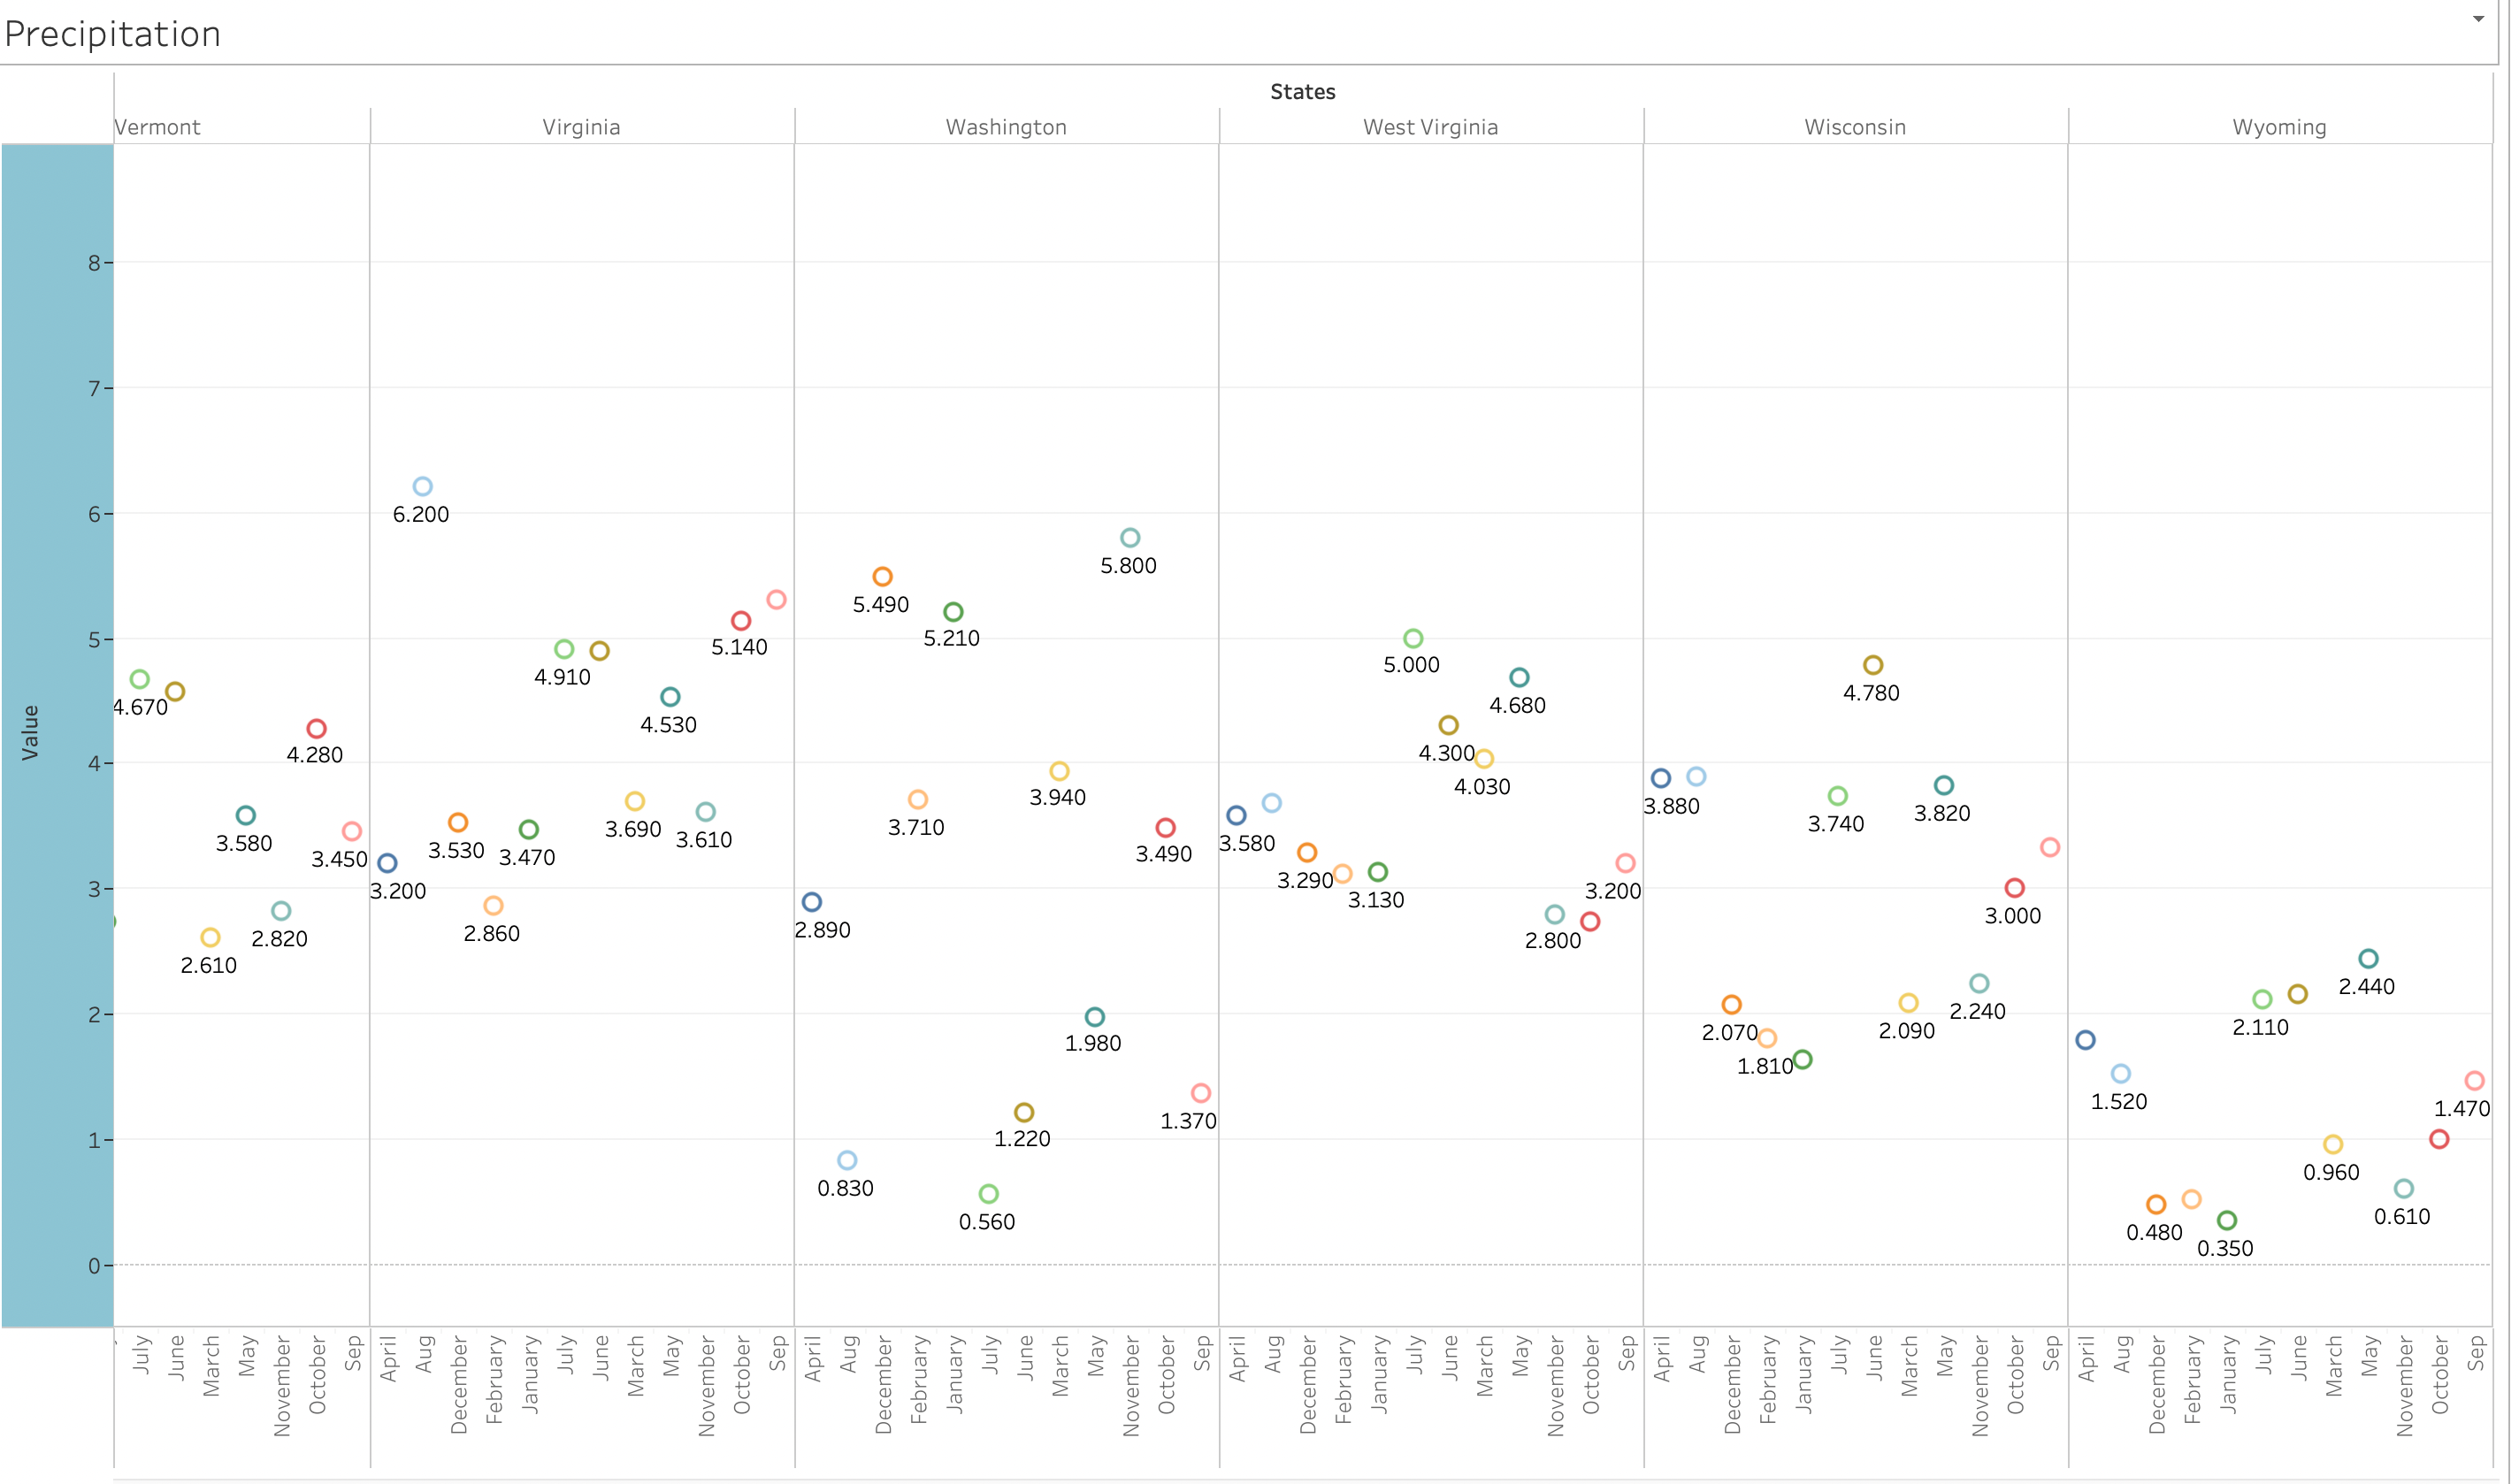 Precipitation
States
Vermont Virginia Washington West Virginia Wisconsin Wyoming
Value
8
7
6
5
4
3
2
1
0
4.670 2.610 3.580 2.820 4.280 3.450
3.200 6.200 3.530 2.860 3.470 4.910 3.690 4.530 3.610 5.140
2.890 0.830 5.490 3.710 5.210 0.560 1.220 3.940 1.980 5.800 3.490 1.370
3.580 3.290 3.130 5.000 4.300 4.030 4.680 2.800 3.200
3.880 2.070 1.810 3.740 4.780 2.090 3.820 2.240 3.000
1.520 0.480 0.350 2.110 0.960 2.440 0.610 1.470
July June March May November October Sep
April Aug December February January July June March May November October Sep
April Aug December February January July June March May November October Sep
April Aug December February January July June March May November October Sep
April Aug December February January July June March May November October Sep
April Aug December February January July June March May November October Sep